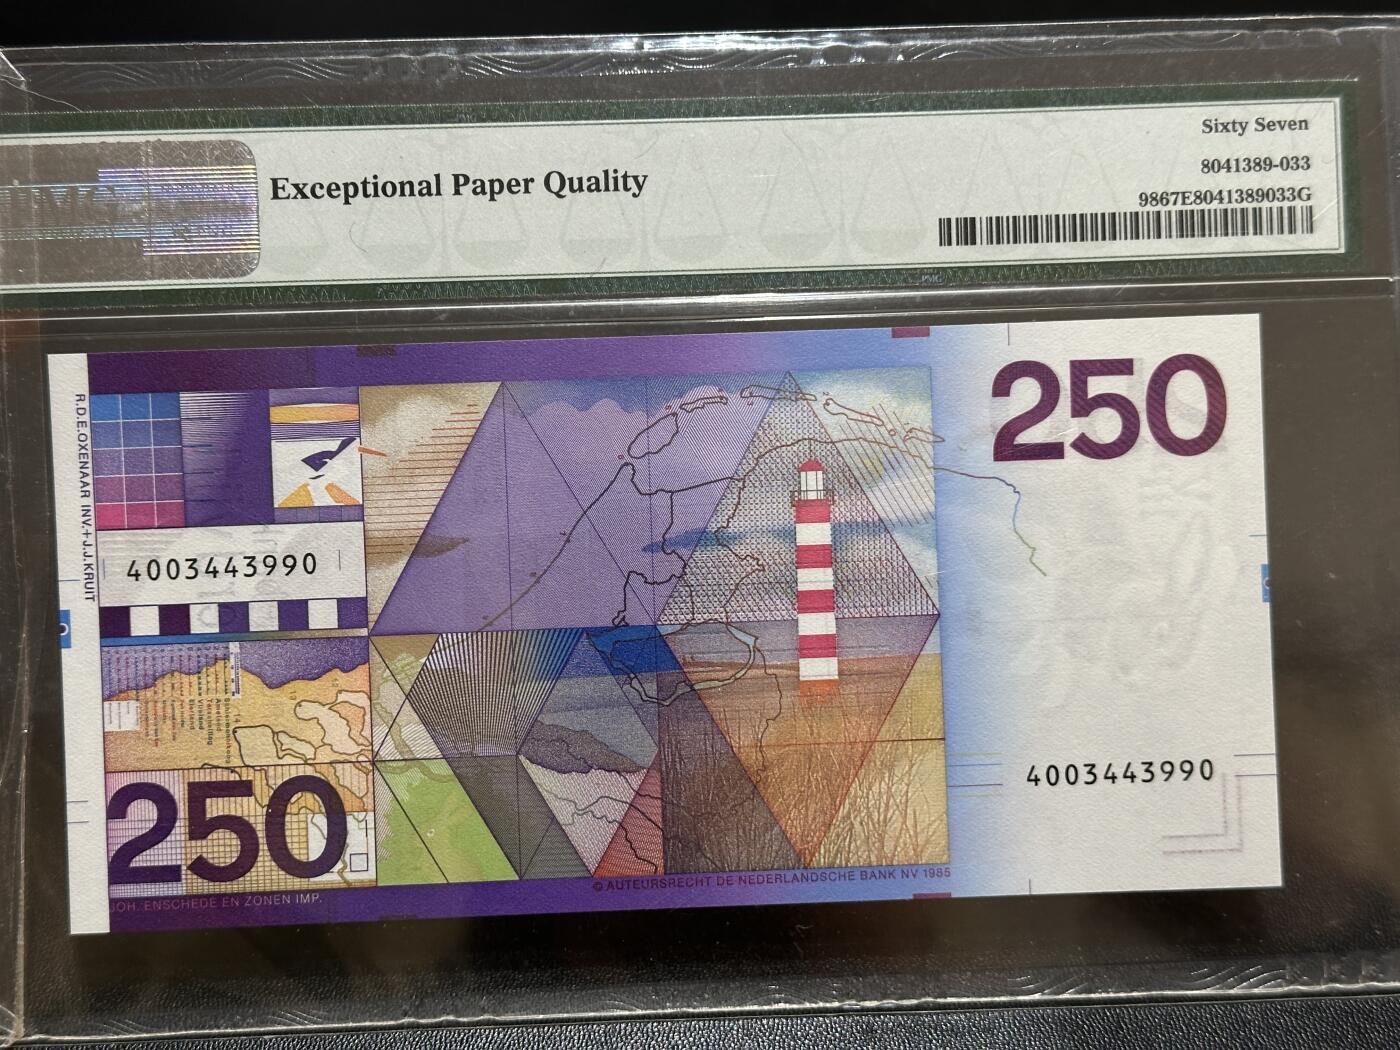 Exceptional Paper Quality
Sixty Seven
8041389-033
9867E8041389033G
PMG
R.D.E.OXENAAR INV.+J.J.KRUIT
250
4003443990
4003443990
250
JOH. ENSCHEDE EN ZONEN IMP.
© AUTEURSRECHT DE NEDERLANDSCHE BANK NV 1985